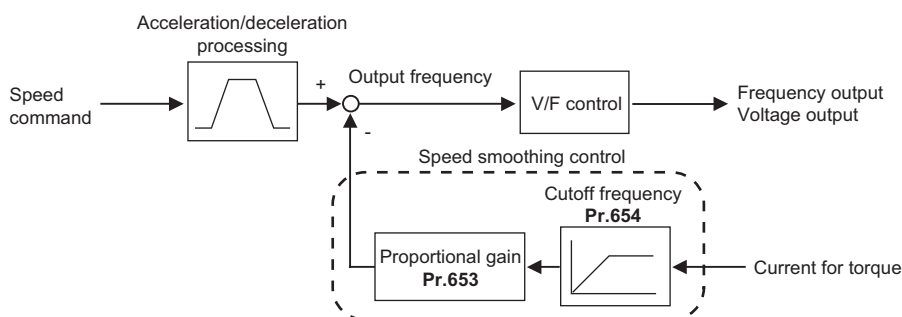 Acceleration/deceleration
processing
Speed
command
+
Output frequency
-
V/F control
Frequency output
Voltage output
Speed smoothing control
Cutoff frequency
Pr.654
Proportional gain
Pr.653
Current for torque